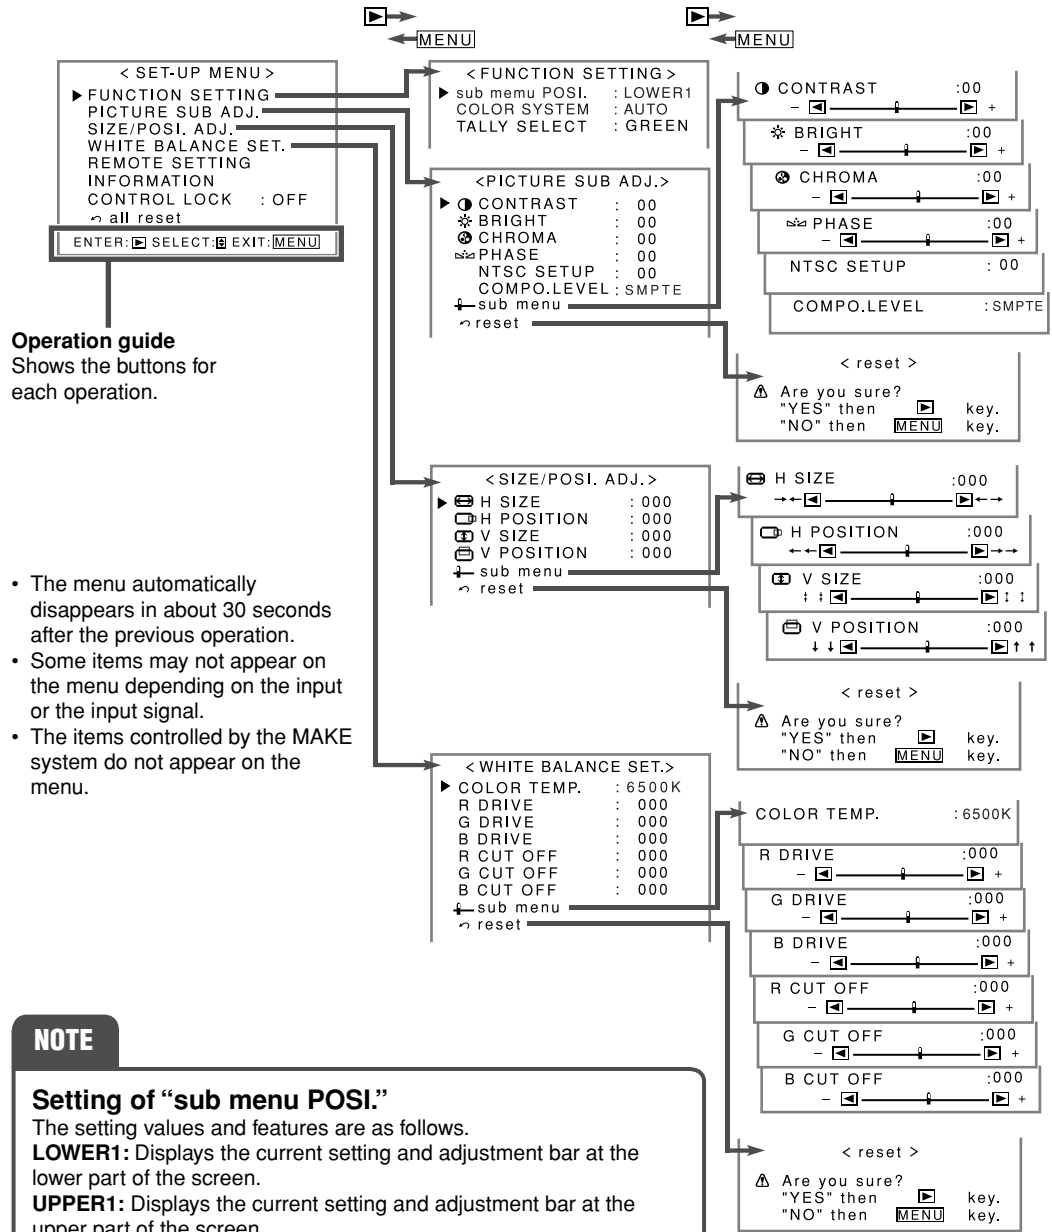 MENU
MENU
< SET-UP MENU >
FUNCTION SETTING
PICTURE SUB ADJ.
SIZE/POSI. ADJ.
WHITE BALANCE SET.
REMOTE SETTING
INFORMATION
CONTROL LOCK : OFF
all reset
ENTER: SELECT: EXIT: MENU
Operation guide
Shows the buttons for
each operation.
• The menu automatically
disappears in about 30 seconds
after the previous operation.
• Some items may not appear on
the menu depending on the input
or the input signal.
• The items controlled by the MAKE
system do not appear on the
menu.
< FUNCTION SETTING >
sub memu POSI. : LOWER1
COLOR SYSTEM : AUTO
TALLY SELECT : GREEN
<PICTURE SUB ADJ.>
CONTRAST : 00
BRIGHT : 00
CHROMA : 00
PHASE : 00
NTSC SETUP : 00
COMPO.LEVEL : SMPTE
sub menu
reset
CONTRAST :00
- +
BRIGHT :00
- +
CHROMA :00
- +
PHASE :00
- +
NTSC SETUP : 00
COMPO.LEVEL : SMPTE
< reset >
Are you sure?
"YES" then key.
"NO" then MENU key.
<SIZE/POSI. ADJ.>
H SIZE : 000
H POSITION : 000
V SIZE : 000
V POSITION : 000
sub menu
reset
H SIZE :000
H POSITION :000
V SIZE :000
V POSITION :000
< reset >
Are you sure?
"YES" then key.
"NO" then MENU key.
< WHITE BALANCE SET.>
COLOR TEMP. : 6500K
R DRIVE : 000
G DRIVE : 000
B DRIVE : 000
R CUT OFF : 000
G CUT OFF : 000
B CUT OFF : 000
sub menu
reset
COLOR TEMP. : 6500K
R DRIVE :000
- +
G DRIVE :000
- +
B DRIVE :000
- +
R CUT OFF :000
- +
G CUT OFF :000
- +
B CUT OFF :000
- +
< reset >
Are you sure?
"YES" then key.
"NO" then MENU key.
NOTE
Setting of “sub menu POSI.”
The setting values and features are as follows.
LOWER1: Displays the current setting and adjustment bar at the
lower part of the screen.
UPPER1: Displays the current setting and adjustment bar at the
upper part of the screen